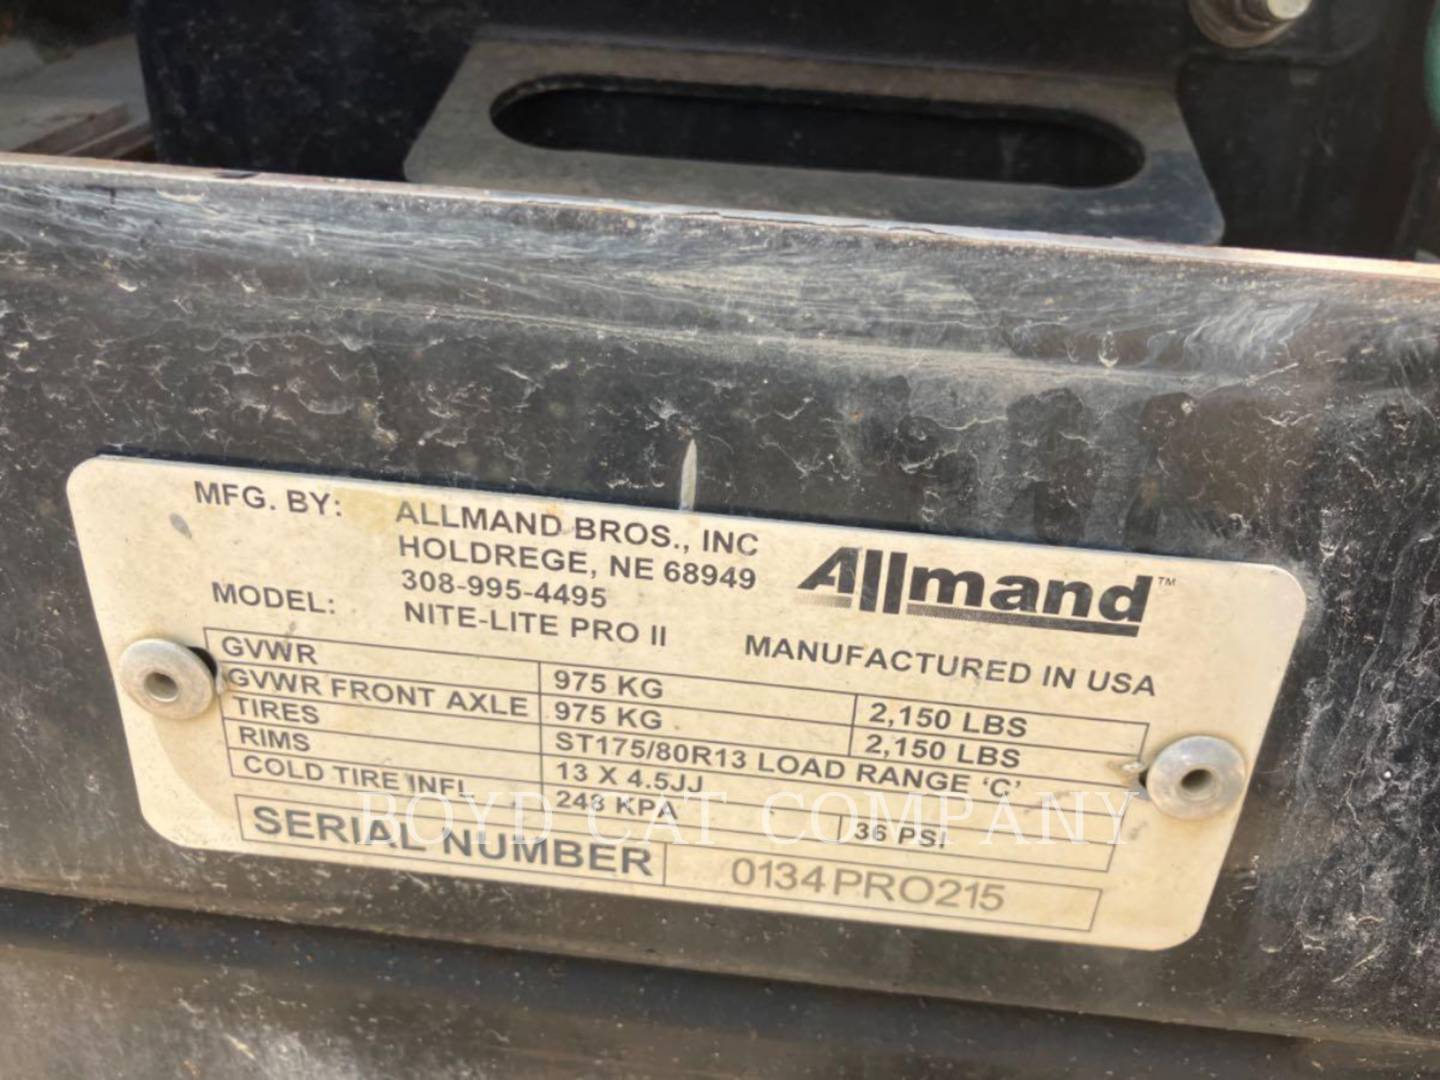 MFG. BY: ALLMAND BROS., INC
HOLDREGE, NE 68949
308-995-4495
Allmand™
MODEL: NITE-LITE PRO II
MANUFACTURED IN USA
GVWR 975 KG 2,150 LBS
GVWR FRONT AXLE 975 KG 2,150 LBS
TIRES ST175/80R13 LOAD RANGE ‘C’
RIMS 13 X 4.5JJ
COLD TIRE INFL 248 KPA 36 PSI
SERIAL NUMBER 0134PRO215
BOYD CAT COMPANY